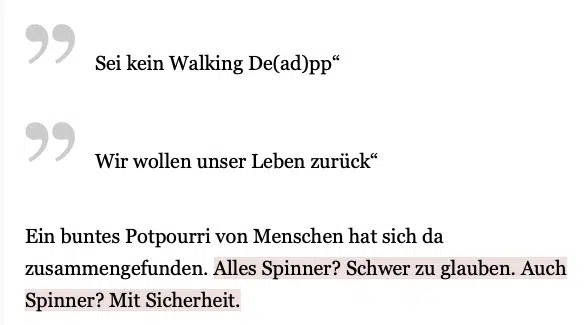 ” Sei kein Walking De(ad)pp“
” Wir wollen unser Leben zurück“
Ein buntes Potpourri von Menschen hat sich da
zusammengefunden. Alles Spinner? Schwer zu glauben. Auch
Spinner? Mit Sicherheit.